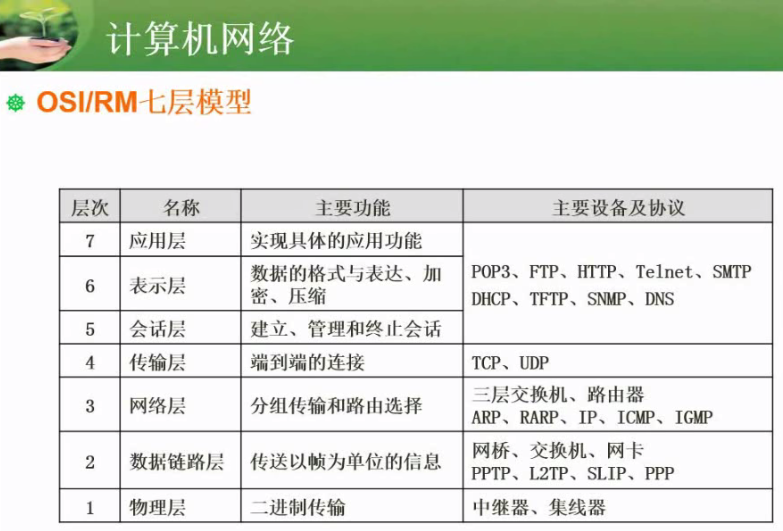 计算机网络
OSI/RM七层模型
层次 名称 主要功能 主要设备及协议
7 应用层 实现具体的应用功能
6 表示层 数据的格式与表达、加
密、压缩
POP3、FTP、HTTP、Telnet、SMTP
DHCP、TFTP、SNMP、DNS
5 会话层 建立、管理和终止会话
4 传输层 端到端的连接 TCP、UDP
3 网络层 分组传输和路由选择 三层交换机、路由器
ARP、RARP、IP、ICMP、IGMP
2 数据链路层 传送以帧为单位的信息 网桥、交换机、网卡
PPTP、L2TP、SLIP、PPP
1 物理层 二进制传输 中继器、集线器